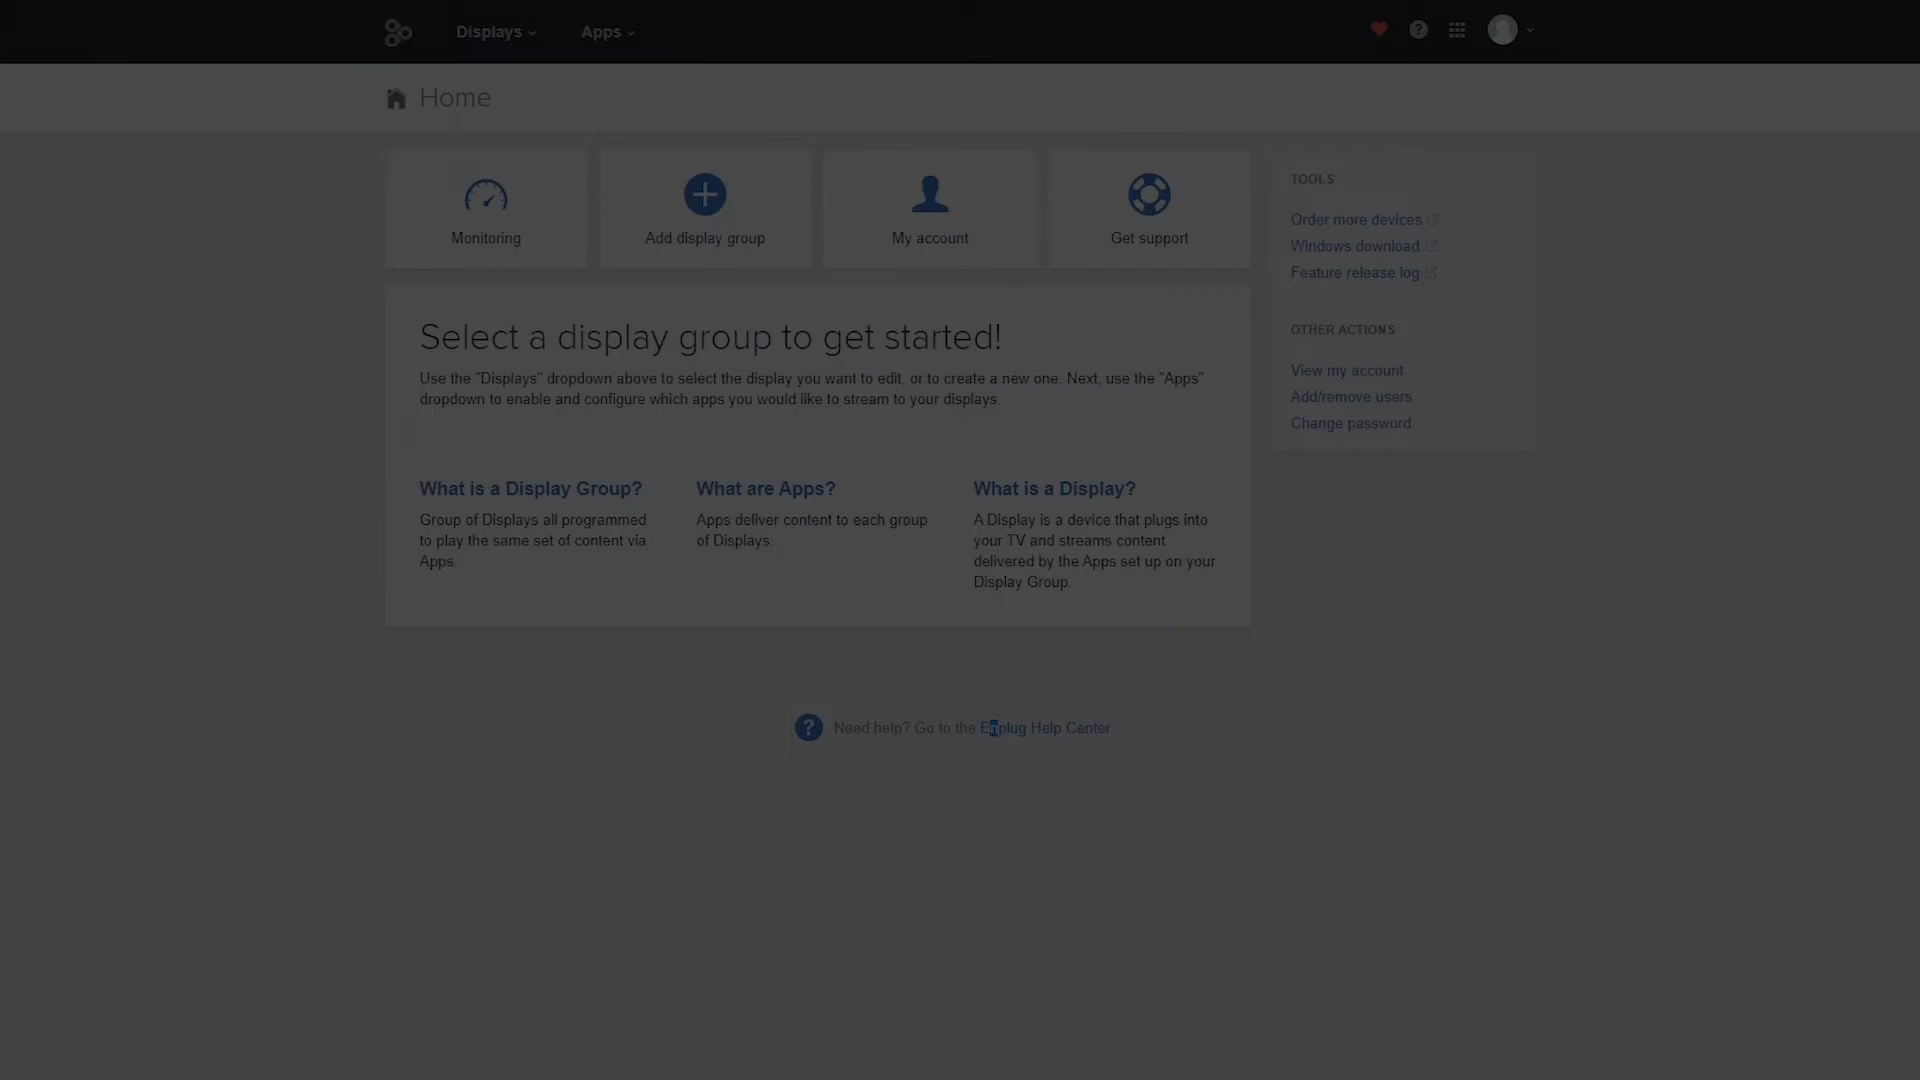 Displays
Apps
Home
Monitoring
Add display group
My account
Get support
Select a display group to get started!
Use the "Displays" dropdown above to select the display you want to edit, or to create a new one. Next, use the "Apps"
dropdown to enable and configure which apps you would like to stream to your displays.
What is a Display Group?
Group of Displays all programmed
to play the same set of content via
Apps.
What are Apps?
Apps deliver content to each group
of Displays.
What is a Display?
A Display is a device that plugs into
your TV and streams content
delivered by the Apps set up on your
Display Group.
TOOLS
Order more devices
Windows download
Feature release log
OTHER ACTIONS
View my account
Add/remove users
Change password
Need help? Go to the Enplug Help Center